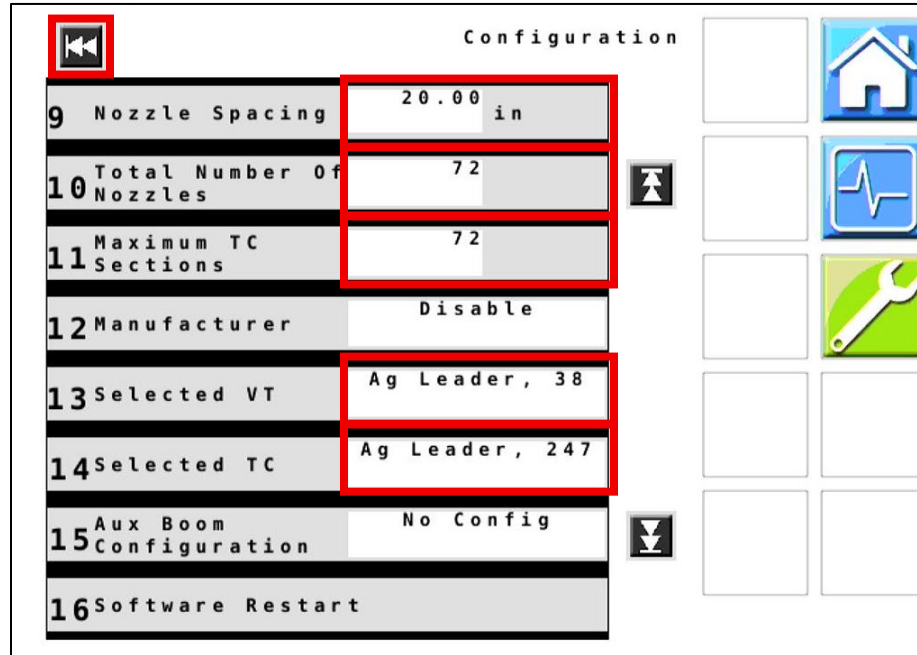 Configuration
9 Nozzle Spacing 20.00 in
10 Total Number Of Nozzles 72
11 Maximum TC Sections 72
12 Manufacturer Disable
13 Selected VT Ag Leader, 38
14 Selected TC Ag Leader, 247
15 Aux Boom Configuration No Config
16 Software Restart